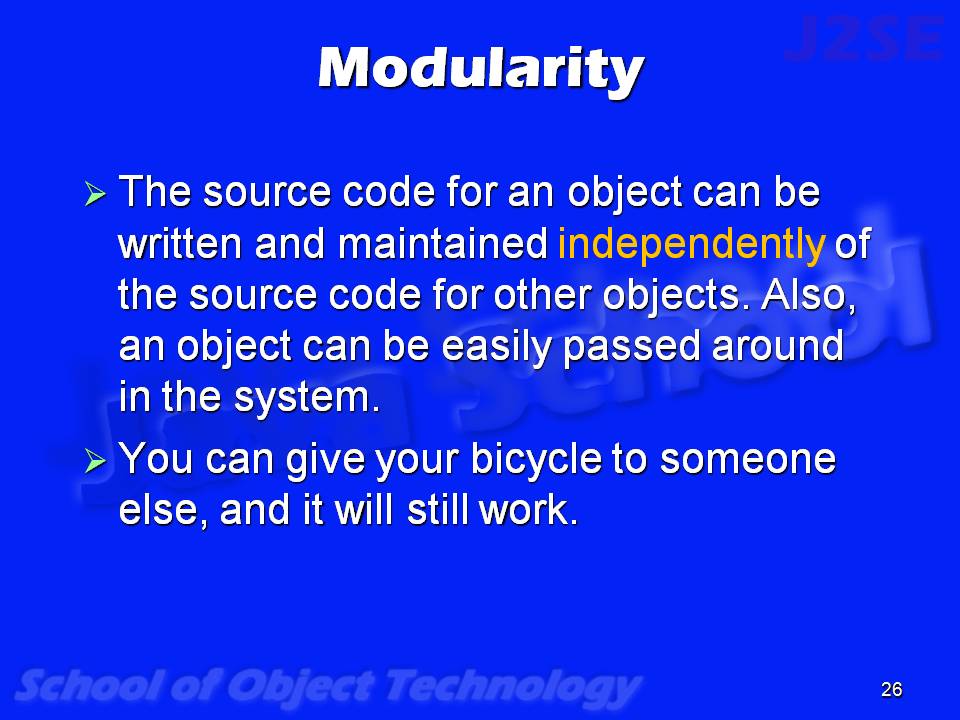 J2SE
Modularity
The source code for an object can be
written and maintained independently of
the source code for other objects. Also,
an object can be easily passed around
in the system.
You can give your bicycle to someone
else, and it will still work.
Java School
School of Object Technology
26